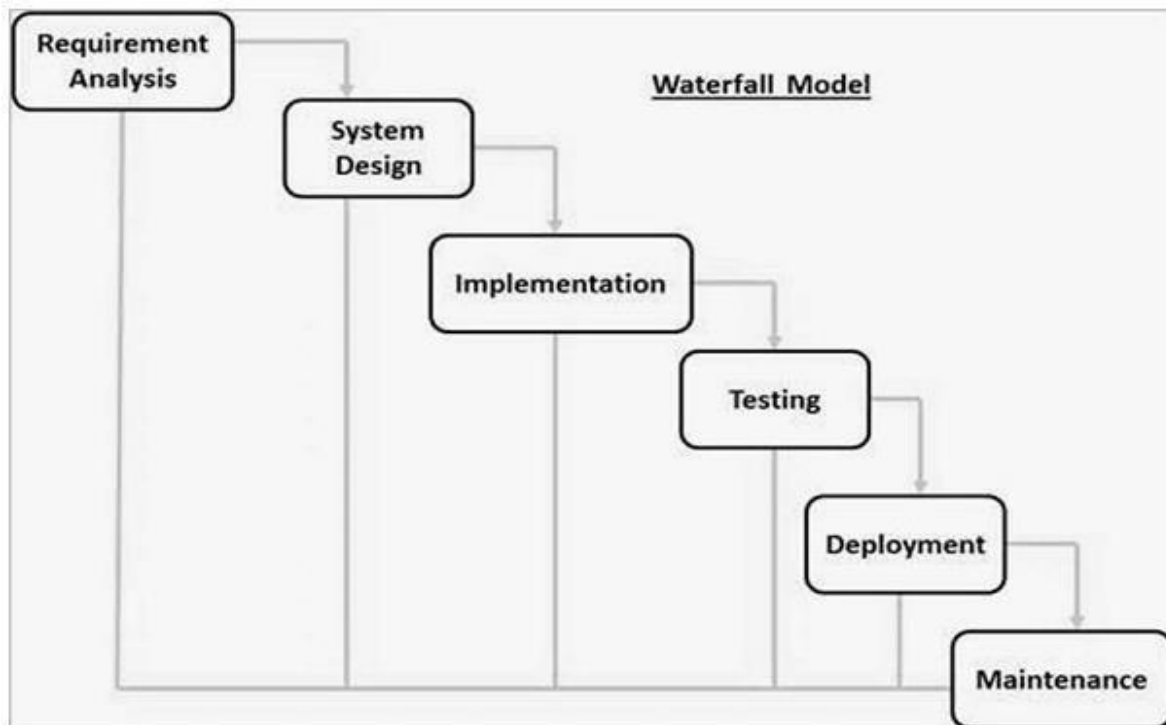 Requirement
Analysis
Waterfall Model
System
Design
Implementation
Testing
Deployment
Maintenance